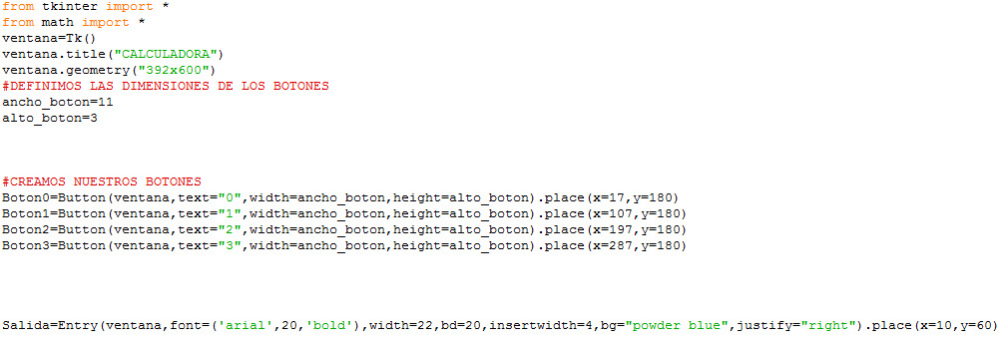 from tkinter import *
from math import *
ventana=Tk()
ventana.title("CALCULADORA")
ventana.geometry("392x600")
#DEFINIMOS LAS DIMENSIONES DE LOS BOTONES
ancho_boton=11
alto_boton=3
#CREAMOS NUESTROS BOTONES
Boton0=Button(ventana,text="0",width=ancho_boton,height=alto_boton).place(x=17,y=180)
Boton1=Button(ventana,text="1",width=ancho_boton,height=alto_boton).place(x=107,y=180)
Boton2=Button(ventana,text="2",width=ancho_boton,height=alto_boton).place(x=197,y=180)
Boton3=Button(ventana,text="3",width=ancho_boton,height=alto_boton).place(x=287,y=180)
Salida=Entry(ventana,font=('arial',20,'bold'),width=22,bd=20,insertwidth=4,bg="powder blue",justify="right").place(x=10,y=60)